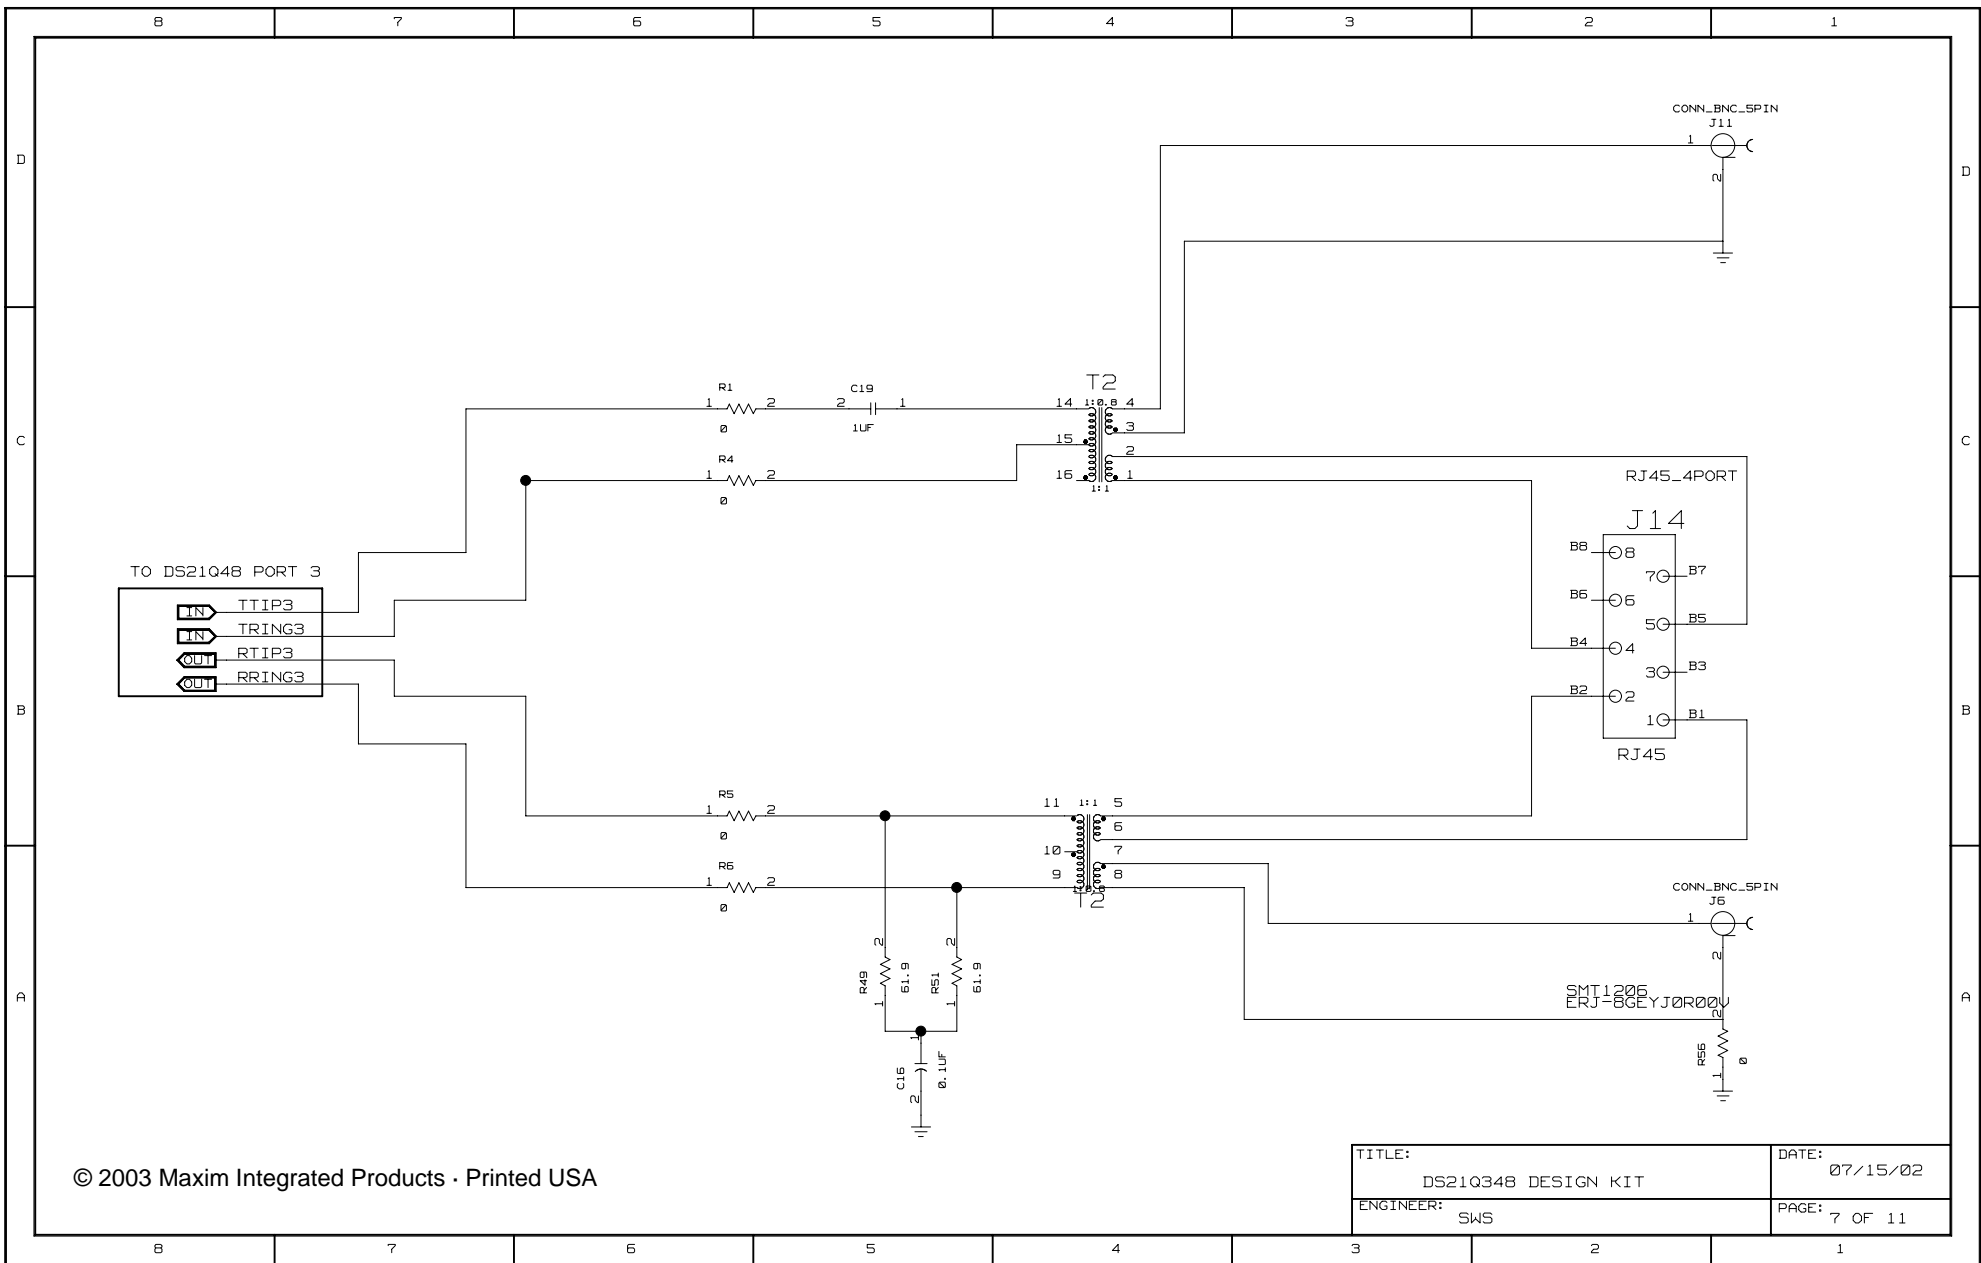 8 7 6 5 4 3 2 1
D D
CONN_BNC_5PIN
J11
1
2
C C
R1
1 2
0
C19
2 1
1UF
T2
14 1:0.8 4
3
15
2
16 1
1:1
R4
1 2
0
RJ45_4PORT
J14
B8 8
7 B7
B6 6
5 B5
B4 4
3 B3
B2 2
1 B1
RJ45
TO DS21Q48 PORT 3
IN TTIP3
IN TRING3
OUT RTIP3
OUT RRING3
B B
R5
1 2
0
11 1:1 5
6
10 7
9 8
1:0.8
T2
R6
1 2
0
CONN_BNC_5PIN
J6
1
2
2 2
R49 61.9 R51 61.9
1 1
A A
SMT1206
ERJ-8GEYJ0R00V
2
R56 0
1
1
C16 0.1UF
2
© 2003 Maxim Integrated Products · Printed USA
TITLE:
DS21Q348 DESIGN KIT
DATE:
07/15/02
ENGINEER:
SWS
PAGE:
7 OF 11
8 7 6 5 4 3 2 1